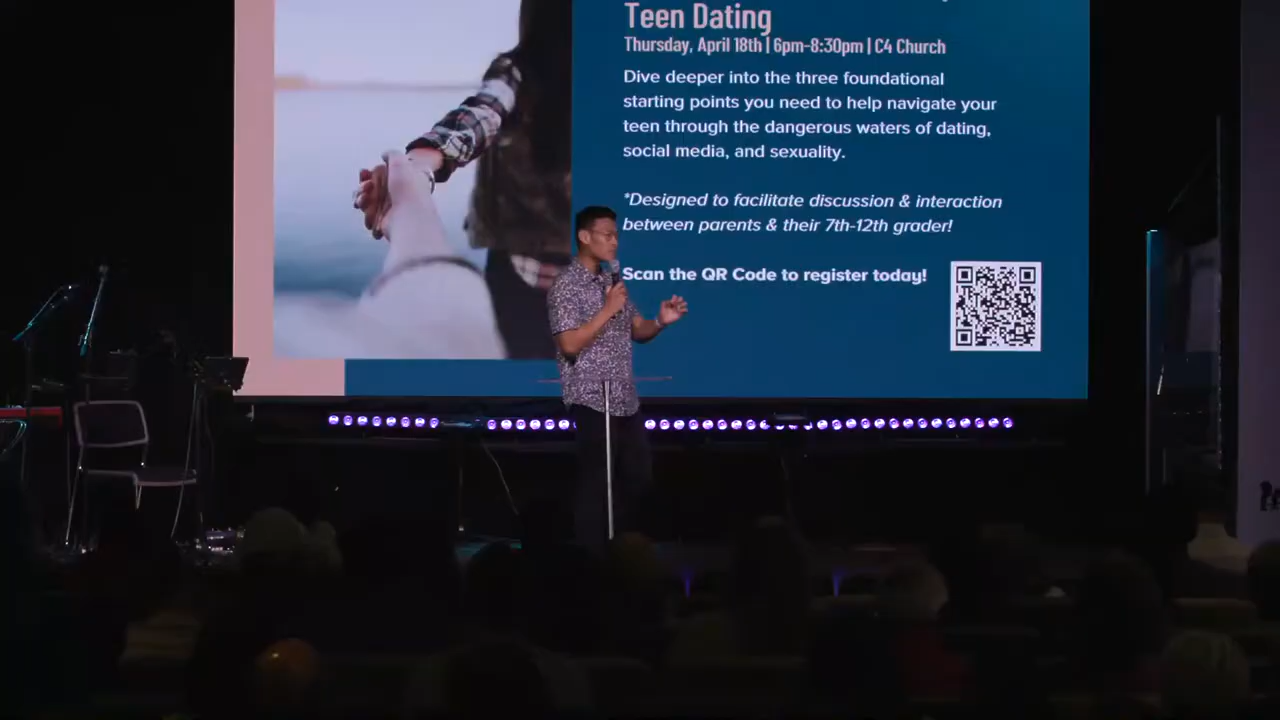 Teen Dating
Thursday, April 18th | 6pm-8:30pm | C4 Church
Dive deeper into the three foundational
starting points you need to help navigate your
teen through the dangerous waters of dating,
social media, and sexuality.
*Designed to facilitate discussion & interaction
between parents & their 7th-12th grader!
Scan the QR Code to register today!